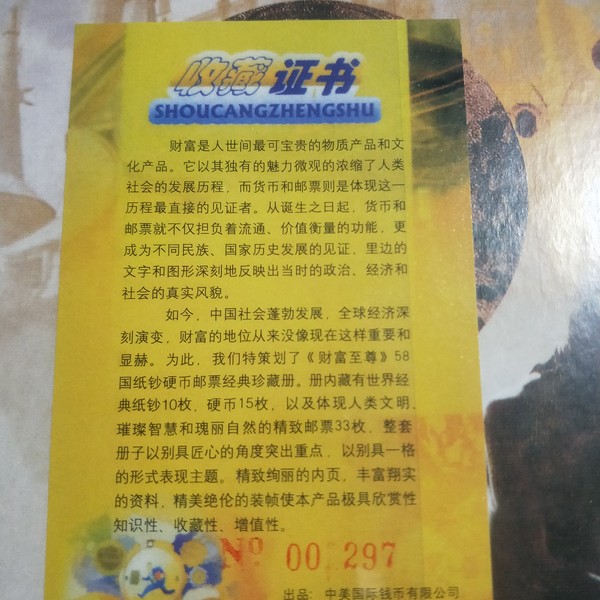 收藏证书
SHOUCANGZHENGSHU
财富是人世间最可宝贵的物质产品和文
化产品。它以其独有的魅力微观的浓缩了人类
社会的发展历程，而货币和邮票则是体现这一
历程最直接的见证者。从诞生之日起，货币和
邮票就不仅担负着流通、价值衡量的功能，更
成为不同民族、国家历史发展的见证，里边的
文字和图形深刻地反映出当时的政治、经济和
社会的真实风貌。
如今，中国社会蓬勃发展，全球经济深
刻演变，财富的地位从来没像现在这样重要和
显赫。为此，我们特策划了《财富至尊》58
国纸钞硬币邮票经典珍藏册。册内藏有世界经
典纸钞10枚，硬币15枚，以及体现人类文明、
璀璨智慧和瑰丽自然的精致邮票33枚，整套
册子以别具匠心的角度突出重点，以别具一格
的形式表现主题。精致绚丽的内页，丰富翔实
的资料，精美绝伦的装帧使本产品极具欣赏性
知识性、收藏性、增值性。
Nº 00 297
出品：中美国际钱币有限公司